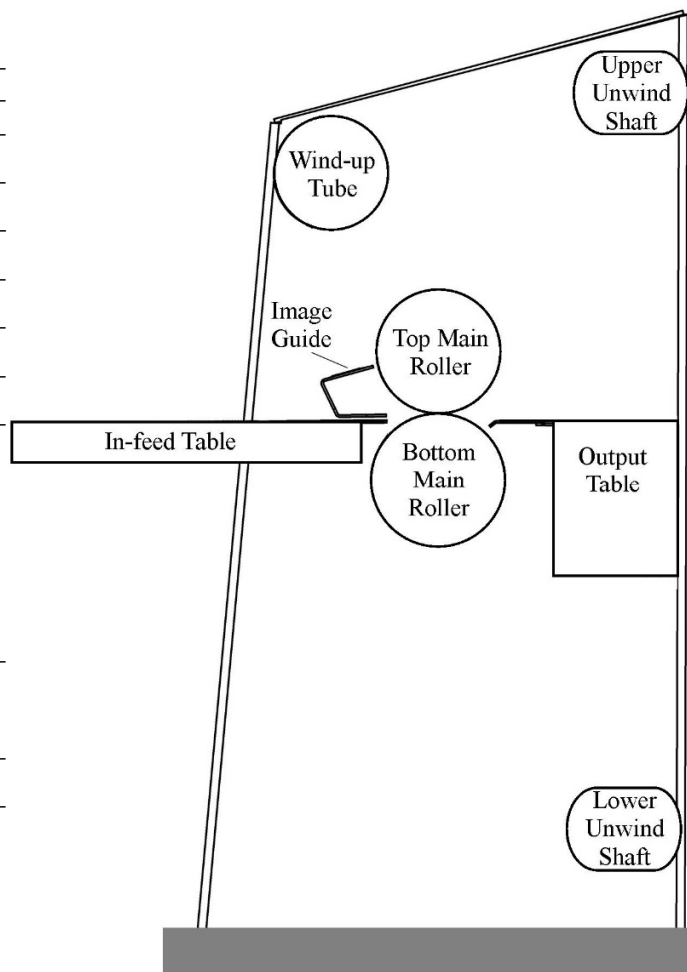 Upper
Unwind
Shaft
Wind-up
Tube
Image
Guide
Top Main
Roller
In-feed Table
Bottom
Main
Roller
Output
Table
Lower
Unwind
Shaft